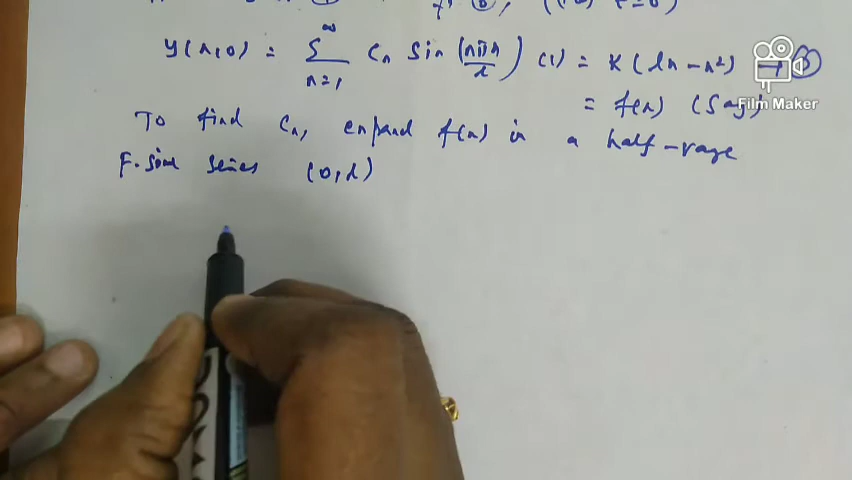 y(x,0) = ∞ Σ n=1 Cn Sin (nπx/l) (1) = K (lx - x²) → ⑤
= f(x) (Say)
Film Maker
To find Cn, expand f(x) in a half-range
F. sine series (0,l)